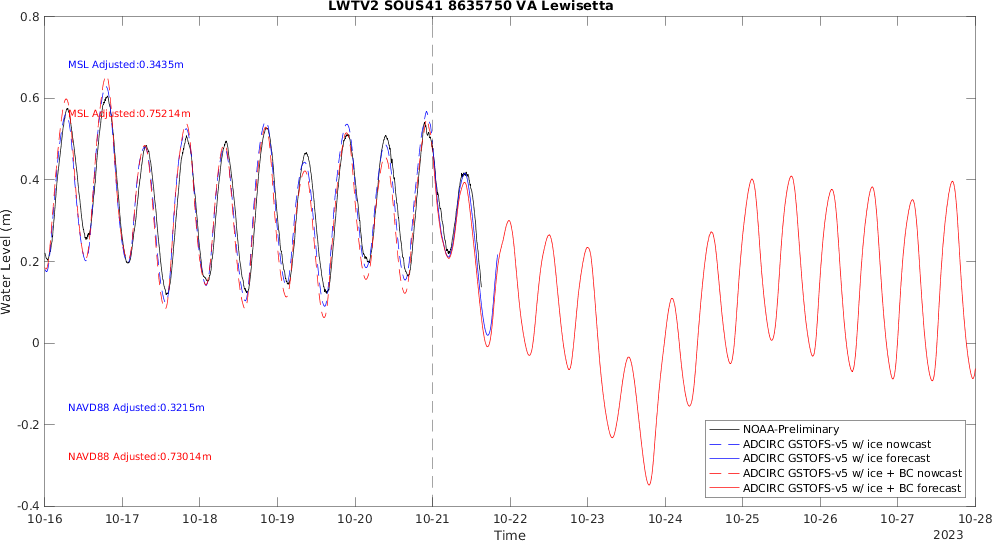 LWTV2 SOUS41 8635750 VA Lewisetta
0.8
0.6
0.4
0.2
0
-0.2
-0.4
Water Level (m)
MSL Adjusted:0.3435m
MSL Adjusted:0.75214m
NAVD88 Adjusted:0.3215m
NAVD88 Adjusted:0.73014m
NOAA-Preliminary
ADCIRC GSTOFS-v5 w/ ice nowcast
ADCIRC GSTOFS-v5 w/ ice forecast
ADCIRC GSTOFS-v5 w/ ice + BC nowcast
ADCIRC GSTOFS-v5 w/ ice + BC forecast
10-16 10-17 10-18 10-19 10-20 10-21 10-22 10-23 10-24 10-25 10-26 10-27 10-28
Time
2023